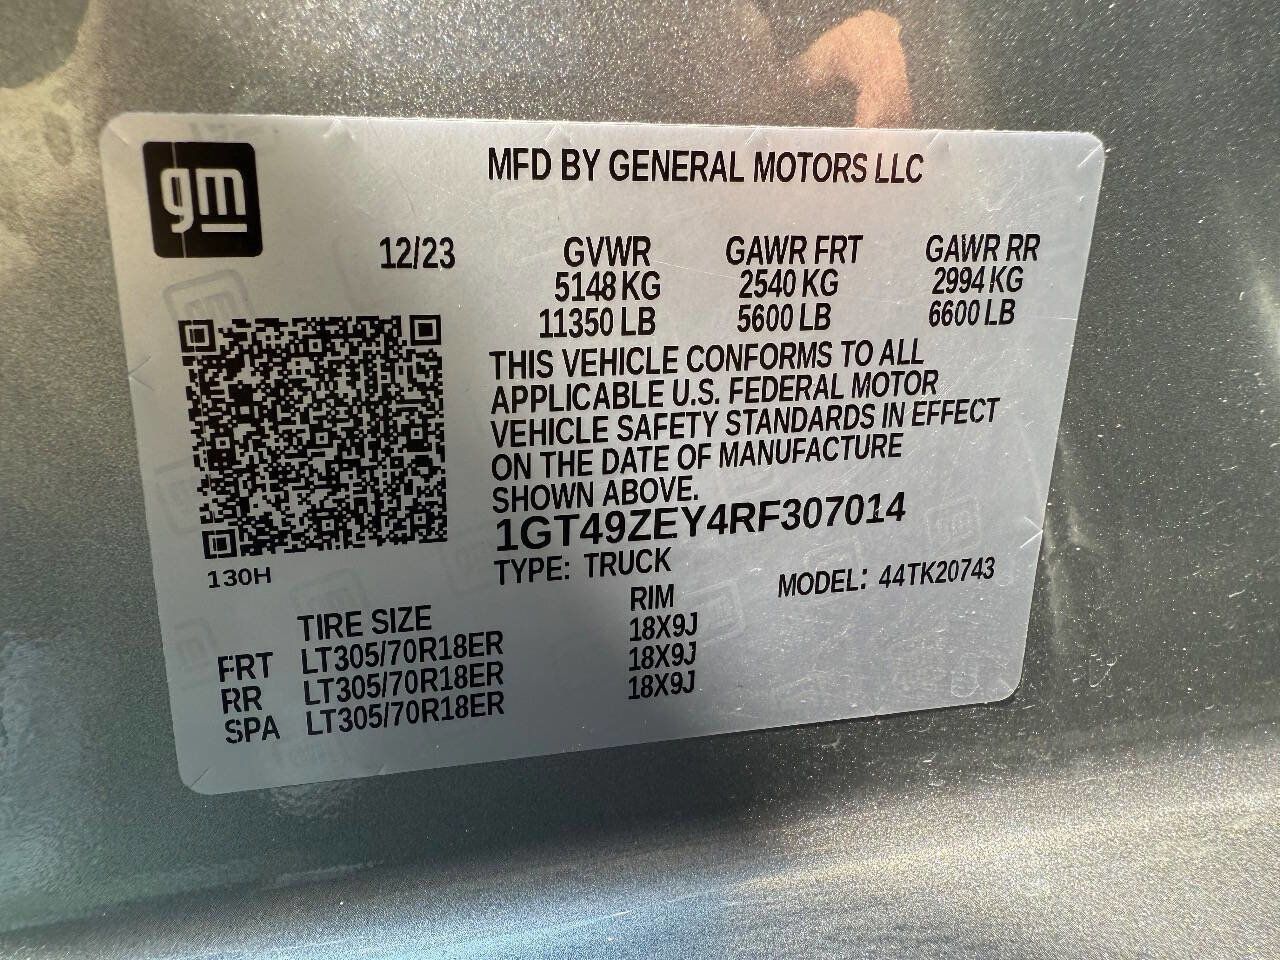 gm
MFD BY GENERAL MOTORS LLC
12/23 GVWR GAWR FRT GAWR RR
5148 KG 2540 KG 2994 KG
11350 LB 5600 LB 6600 LB
THIS VEHICLE CONFORMS TO ALL
APPLICABLE U.S. FEDERAL MOTOR
VEHICLE SAFETY STANDARDS IN EFFECT
ON THE DATE OF MANUFACTURE
SHOWN ABOVE.
1GT49ZEY4RF307014
TYPE: TRUCK MODEL: 44TK20743
130H
TIRE SIZE RIM
FRT LT305/70R18ER 18X9J
RR LT305/70R18ER 18X9J
SPA LT305/70R18ER 18X9J